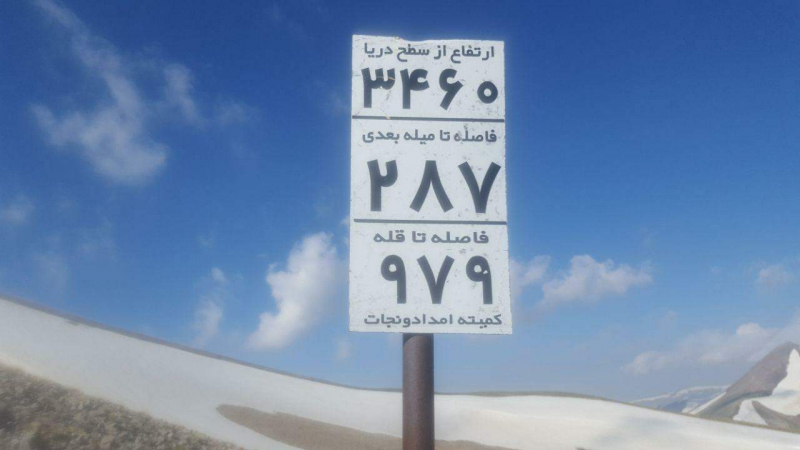 ارتفاع از سطح دریا
۳۴۶۰
فاصله تا میله بعدی
۲۸۷
فاصله تا قله
۹۷۹
کمیته امدادونجات